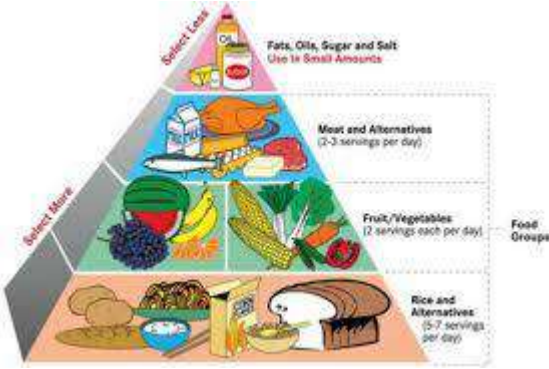 Select Less
OIL
SUGAR
Fats, Oils, Sugar and Salt
Use in Small Amounts
Meat and Alternatives
(2-3 servings per day)
Select More
Fruit/Vegetables
(2 servings each per day)
Food
Groups
Rice and
Alternatives
(5-7 servings
per day)